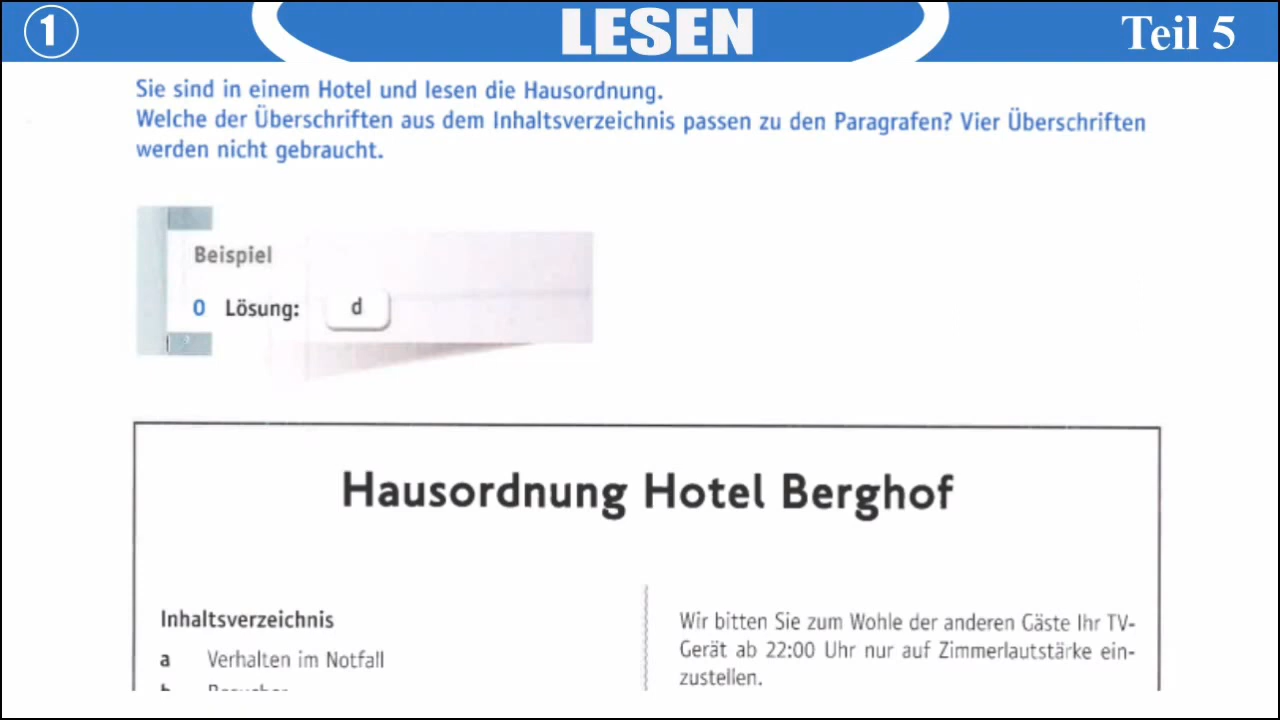 1
LESEN
Teil 5
Sie sind in einem Hotel und lesen die Hausordnung.
Welche der Überschriften aus dem Inhaltsverzeichnis passen zu den Paragrafen? Vier Überschriften
werden nicht gebraucht.
Beispiel
0 Lösung: d
Hausordnung Hotel Berghof
Inhaltsverzeichnis
a Verhalten im Notfall
Wir bitten Sie zum Wohle der anderen Gäste Ihr TV-
Gerät ab 22:00 Uhr nur auf Zimmerlautstärke ein-
zustellen.